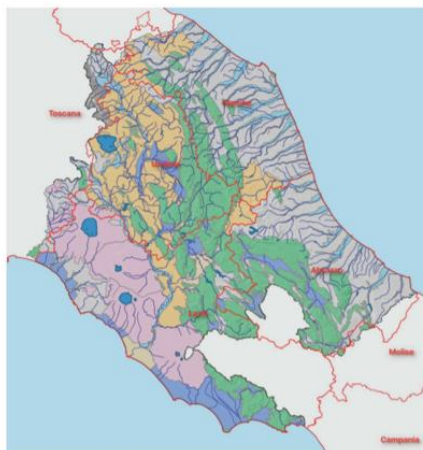 Toscana
Marche
Umbria
Abruzzo
Lazio
Molise
Campania